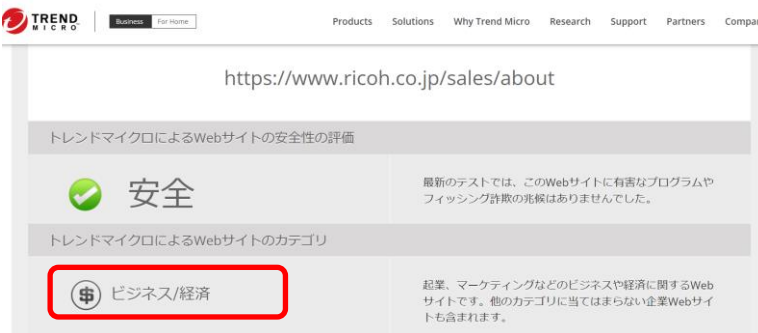 TREND
MICRO
Business For Home
Products Solutions Why Trend Micro Research Support Partners Compan
https://www.ricoh.co.jp/sales/about
トレンドマイクロによるWebサイトの安全性の評価
安全
最新のテストでは、このWebサイトに有害なプログラムや
フィッシング詐欺の兆候はありませんでした。
トレンドマイクロによるWebサイトのカテゴリ
ビジネス/経済
起業、マーケティングなどのビジネスや経済に関するWeb
サイトです。他のカテゴリに当てはまらない企業Webサイ
トも含まれます。